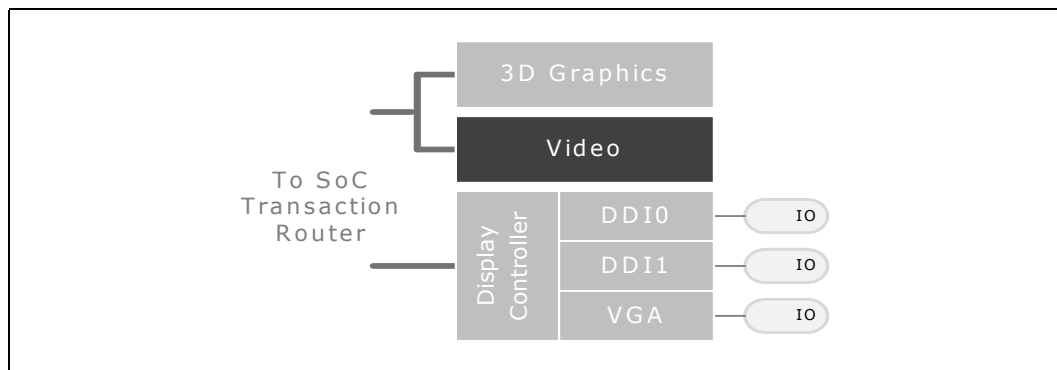 3D Graphics
Video
To SoC
Transaction
Router
Display
Controller
DDI0
IO
DDI1
IO
VGA
IO